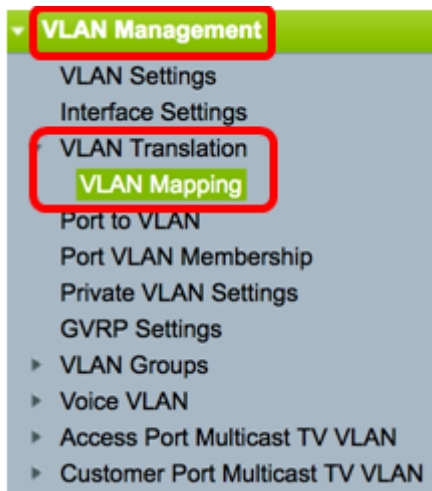 VLAN Management
VLAN Settings
Interface Settings
VLAN Translation
VLAN Mapping
Port to VLAN
Port VLAN Membership
Private VLAN Settings
GVRP Settings
VLAN Groups
Voice VLAN
Access Port Multicast TV VLAN
Customer Port Multicast TV VLAN